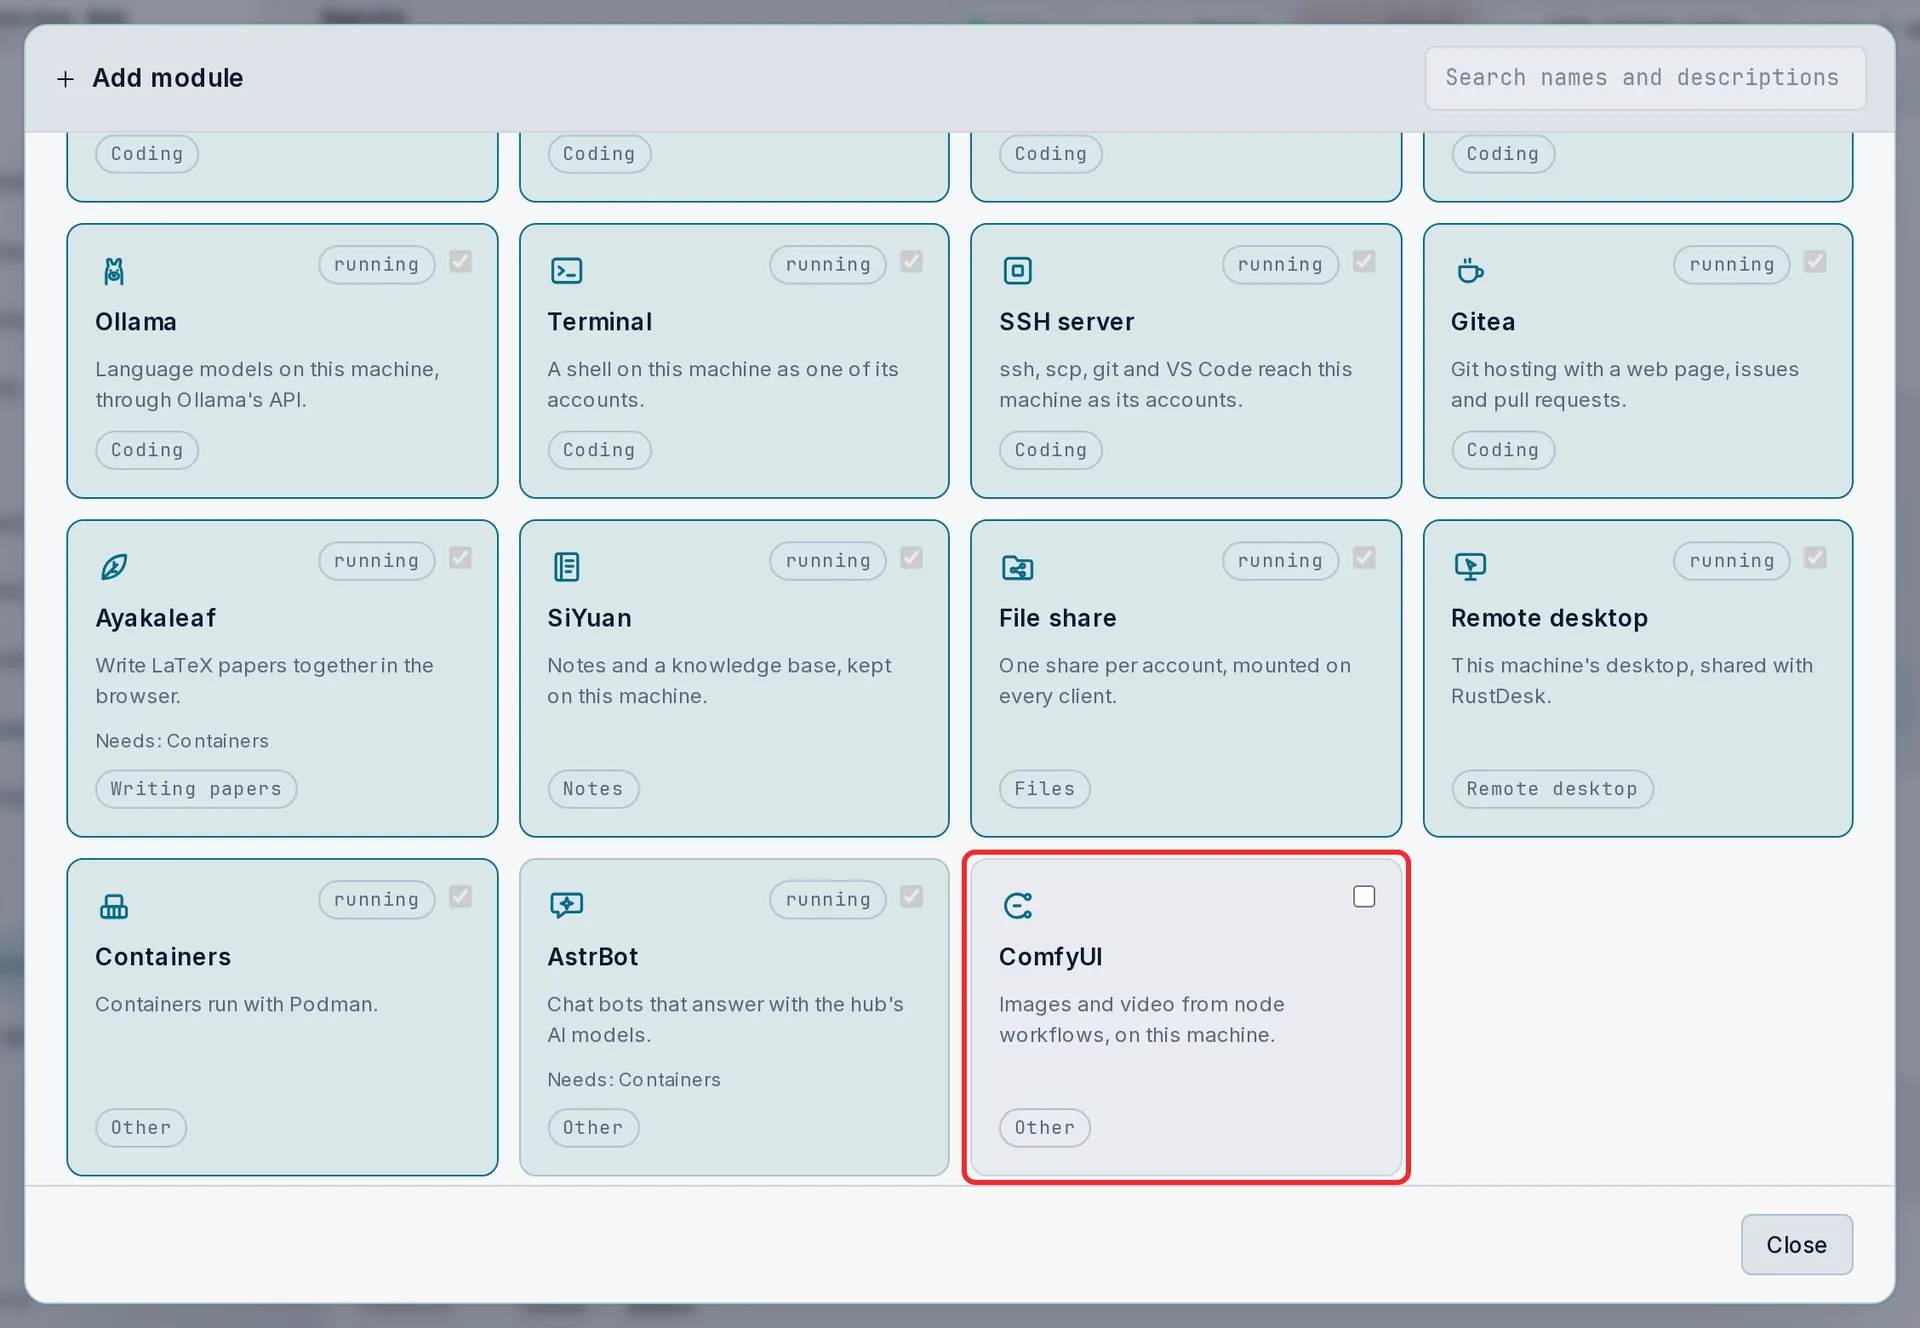 + Add module
Search names and descriptions
Coding
Coding
Coding
Coding
running
running
running
running
Ollama
Terminal
SSH server
Gitea
Language models on this machine,
through Ollama's API.
A shell on this machine as one of its
accounts.
ssh, scp, git and VS Code reach this
machine as its accounts.
Git hosting with a web page, issues
and pull requests.
Coding
Coding
Coding
Coding
running
running
running
running
Ayakaleaf
SiYuan
File share
Remote desktop
Write LaTeX papers together in the
browser.
Notes and a knowledge base, kept
on this machine.
One share per account, mounted on
every client.
This machine's desktop, shared with
RustDesk.
Needs: Containers
Writing papers
Notes
Files
Remote desktop
running
running
Containers
AstrBot
ComfyUI
Containers run with Podman.
Chat bots that answer with the hub's
AI models.
Images and video from node
workflows, on this machine.
Needs: Containers
Other
Other
Other
Close